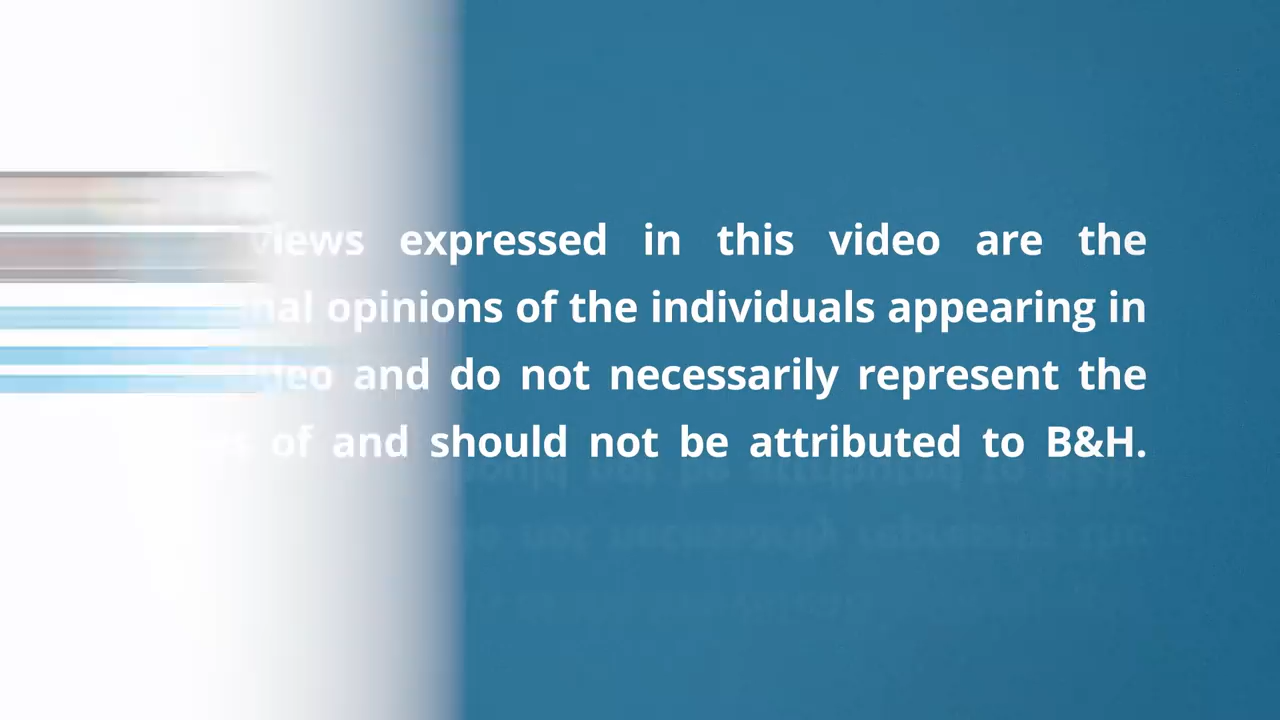 views expressed in this video are the
opinions of the individuals appearing in
and do not necessarily represent the
of and should not be attributed to B&H.